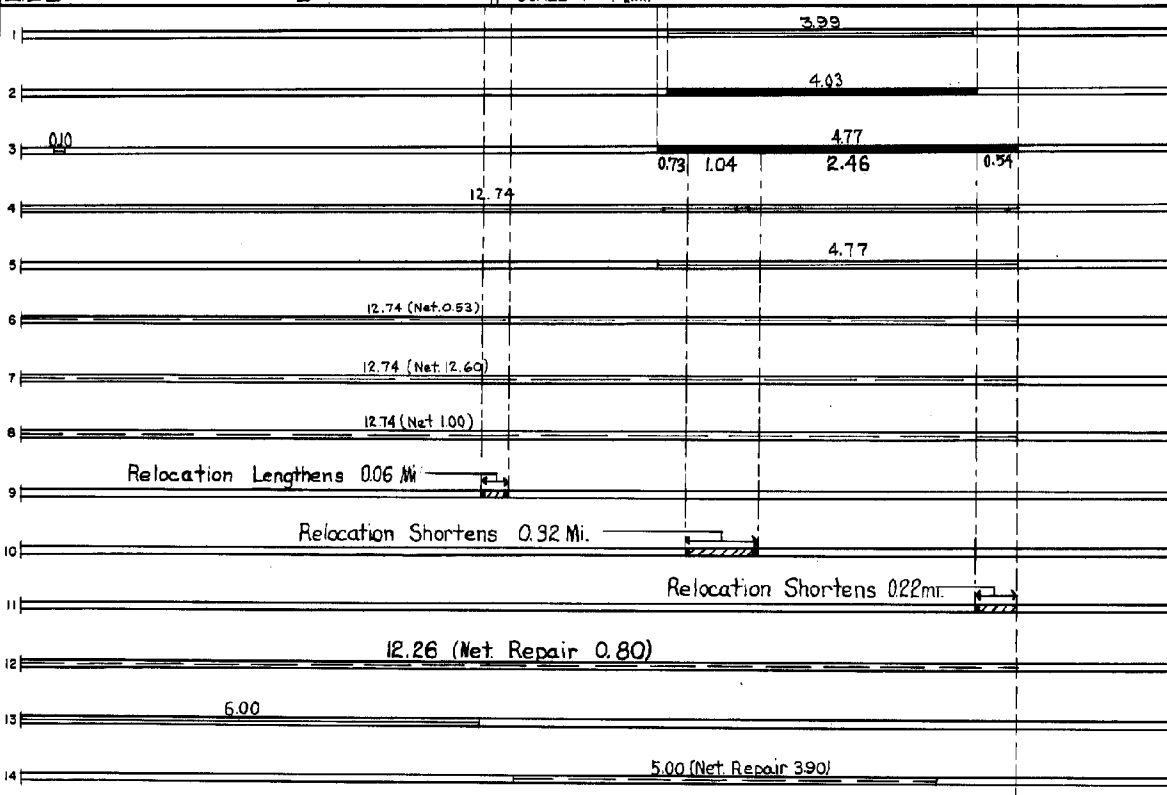 1
3.99
2
4.03
3
0.10
4.77
0.73 1.04 2.46 0.54
4
12.74
5
4.77
6
12.74 (Net. 0.53)
7
12.74 (Net. 12.60)
8
12.74 (Net 1.00)
9
Relocation Lengthens 0.06 Mi
10
Relocation Shortens 0.32 Mi.
11
Relocation Shortens 0.22 mi.
12
12.26 (Net. Repair 0.80)
13
6.00
14
5.00 (Net. Repair 3.90)